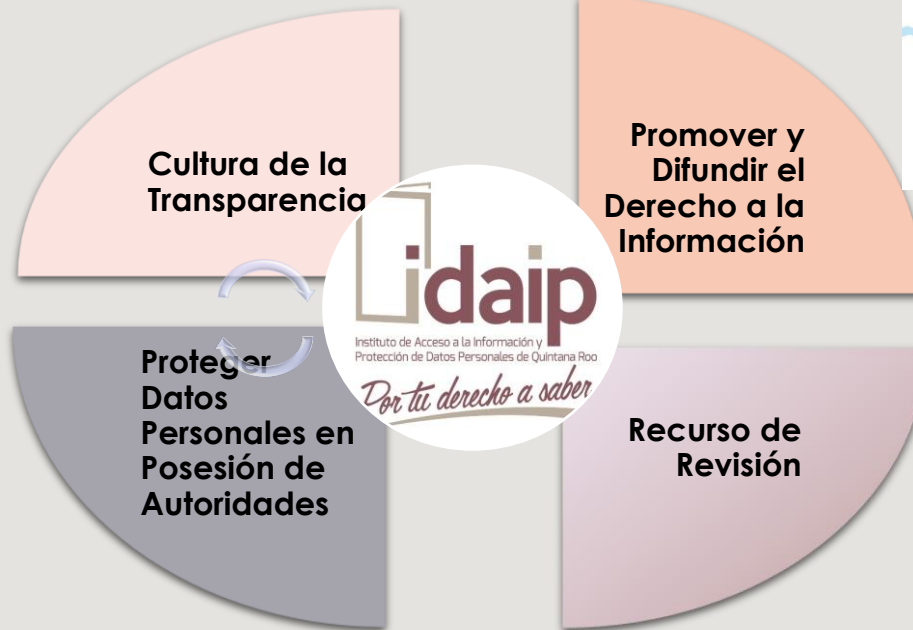 Cultura de la
Transparencia
Promover y
Difundir el
Derecho a la
Información
idaip
Instituto de Acceso a la Información y
Protección de Datos Personales de Quintana Roo
Por tu derecho a saber
Proteger
Datos
Personales en
Posesión de
Autoridades
Recurso de
Revisión